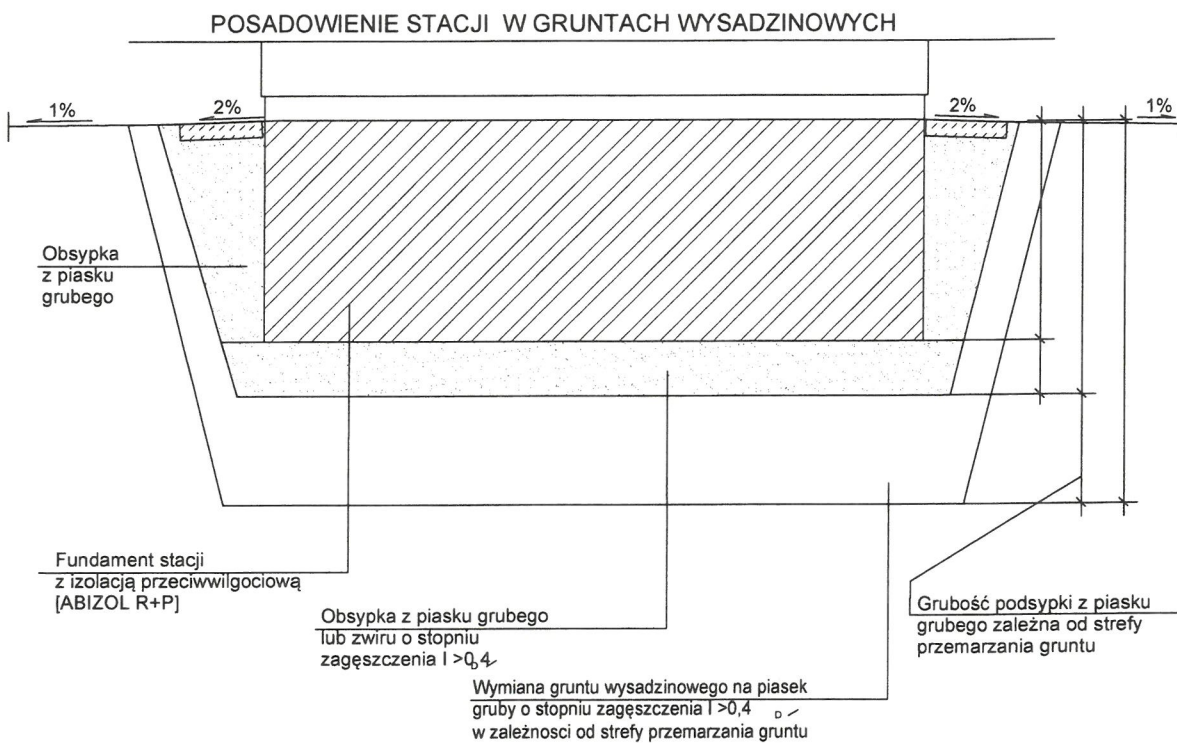 POSADOWIENIE STACJI W GRUNTACH WYSADZINOWYCH
1%
2%
2%
1%
Obsypka
z piasku
grubego
Fundament stacji
z izolacją przeciwwilgociową
[ABIZOL R+P]
Obsypka z piasku grubego
lub zwiru o stopniu
zagęszczenia I >0,4
D
Wymiana gruntu wysadzinowego na piasek
gruby o stopniu zagęszczenia I >0,4
D
w zależnosci od strefy przemarzania gruntu
Grubość podsypki z piasku
grubego zależna od strefy
przemarzania gruntu